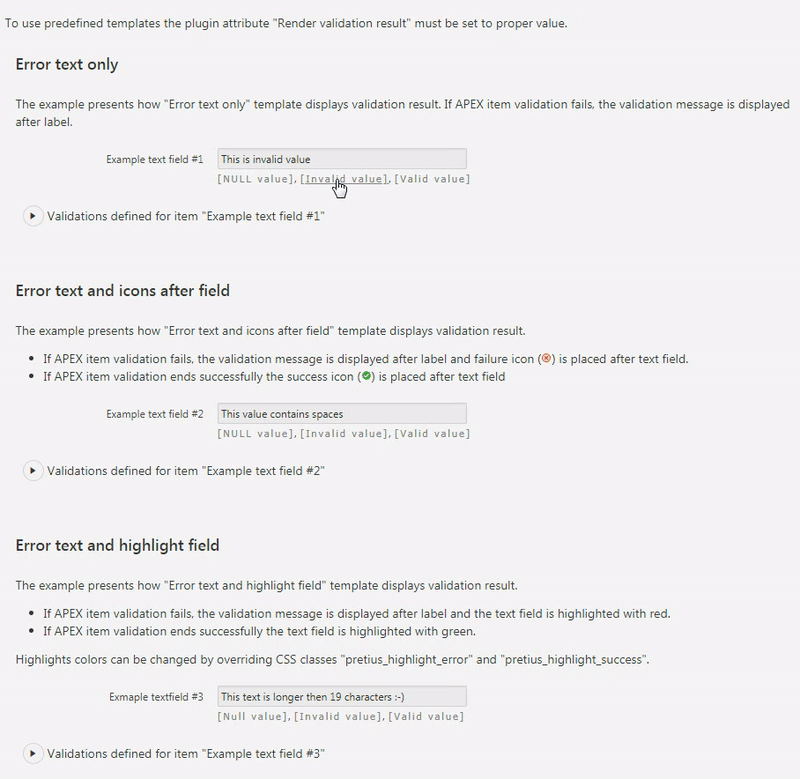 To use predefined templates the plugin attribute "Render validation result" must be set to proper value.
Error text only
The example presents how "Error text only" template displays validation result. If APEX item validation fails, the validation message is displayed
after label.
Example text field #1 This is invalid value
[NULL value], [Invalid value], [Valid value]
Validations defined for item "Example text field #1"
Error text and icons after field
The example presents how "Error text and icons after field" template displays validation result.
• If APEX item validation fails, the validation message is displayed after label and failure icon () is placed after text field.
• If APEX item validation ends successfully the success icon () is placed after text field
Example text field #2 This value contains spaces
[NULL value], [Invalid value], [Valid value]
Validations defined for item "Example text field #2"
Error text and highlight field
The example presents how "Error text and highlight field" template displays validation result.
• If APEX item validation fails, the validation message is displayed after label and the text field is highlighted with red.
• If APEX item validation ends successfully the text field is highlighted with green.
Highlights colors can be changed by overriding CSS classes "pretius_highlight_error" and "pretius_highlight_success".
Exmaple textfield #3 This text is longer then 19 characters :-)
[Null value], [Invalid value], [Valid value]
Validations defined for item "Example text field #3"